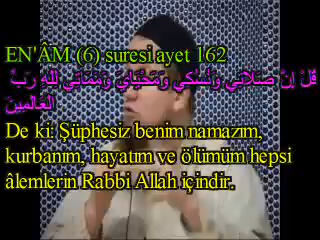 EN'ÂM (6) suresi ayet 162
قُلْ إِنَّ صَلَاتِي وَنُسُكِي وَمَحْيَايَ وَمَمَاتِي لِلَّهِ رَبِّ
الْعَالَمِينَ
De ki: Şüphesiz benim namazım,
kurbanım, hayatım ve ölümüm hepsi
âlemlerin Rabbi Allah içindir.